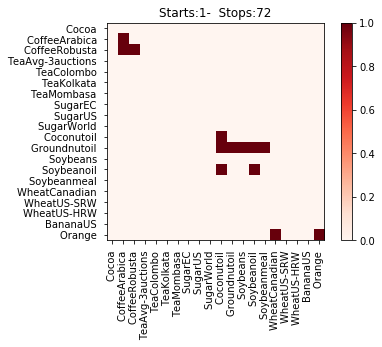 Starts:1- Stops:72
Cocoa
CoffeeArabica
CoffeeRobusta
TeaAvg-3auctions
TeaColombo
TeaKolkata
TeaMombasa
SugarEC
SugarUS
SugarWorld
Coconutoil
Groundnutoil
Soybeans
Soybeanoil
Soybeanmeal
WheatCanadian
WheatUS-SRW
WheatUS-HRW
BananaUS
Orange
Cocoa
CoffeeArabica
CoffeeRobusta
TeaAvg-3auctions
TeaColombo
TeaKolkata
TeaMombasa
SugarEC
SugarUS
SugarWorld
Coconutoil
Groundnutoil
Soybeans
Soybeanoil
Soybeanmeal
WheatCanadian
WheatUS-SRW
WheatUS-HRW
BananaUS
Orange
1.0
0.8
0.6
0.4
0.2
0.0